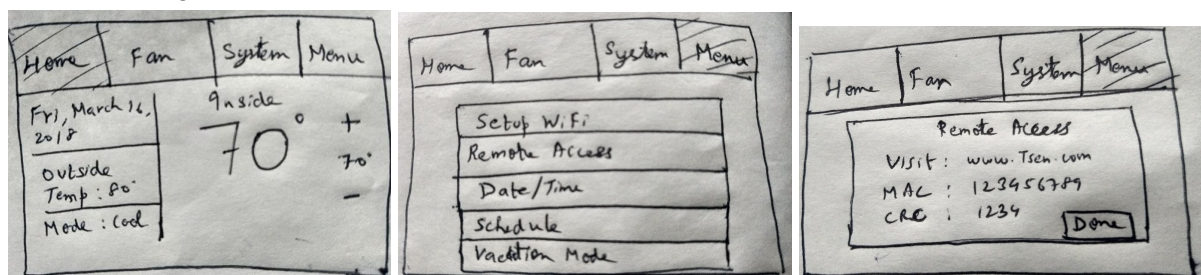 Home Fan System Menu
Fri, March 16,
2018
Outside
Temp: 80°
Mode: Cool
Inside
70°
+
70°
-
Home Fan System Menu
Setup WiFi
Remote Access
Date/Time
Schedule
Vacation Mode
Home Fan System Menu
Remote Access
Visit: www.Tsen.com
MAC: 123456789
CRC: 1234
Done